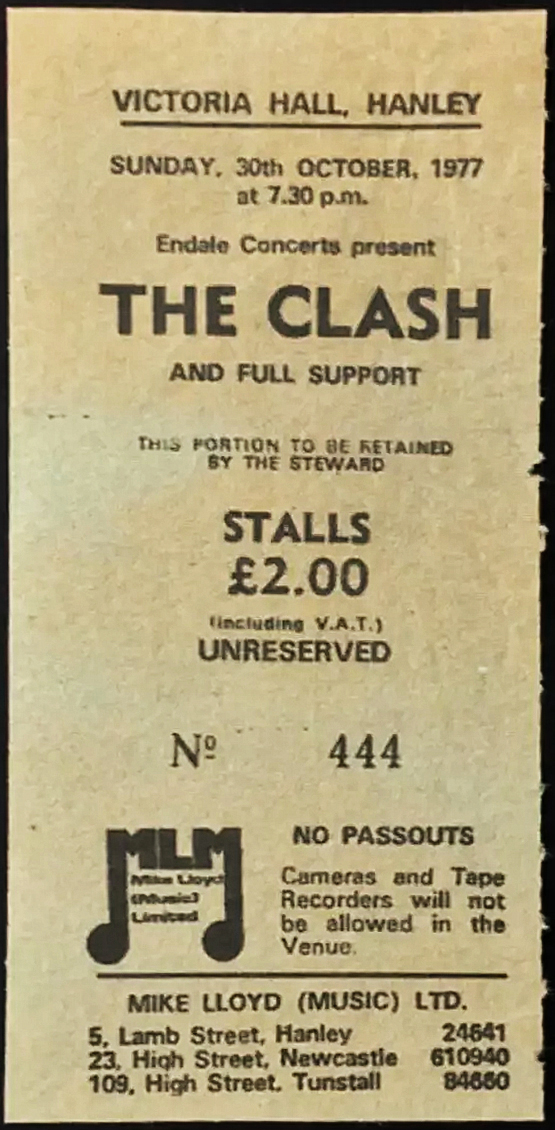 VICTORIA HALL, HANLEY
SUNDAY, 30th OCTOBER, 1977
at 7.30 p.m.
Endale Concerts present
THE CLASH
AND FULL SUPPORT
THIS PORTION TO BE RETAINED
BY THE STEWARD
STALLS
£2.00
(including V.A.T.)
UNRESERVED
Nº 444
MLM
Mike Lloyd
(Music)
Limited
NO PASSOUTS
Cameras and Tape
Recorders will not
be allowed in the
Venue.
MIKE LLOYD (MUSIC) LTD.
5, Lamb Street, Hanley 24641
23, High Street, Newcastle 610940
109, High Street, Tunstall 84660